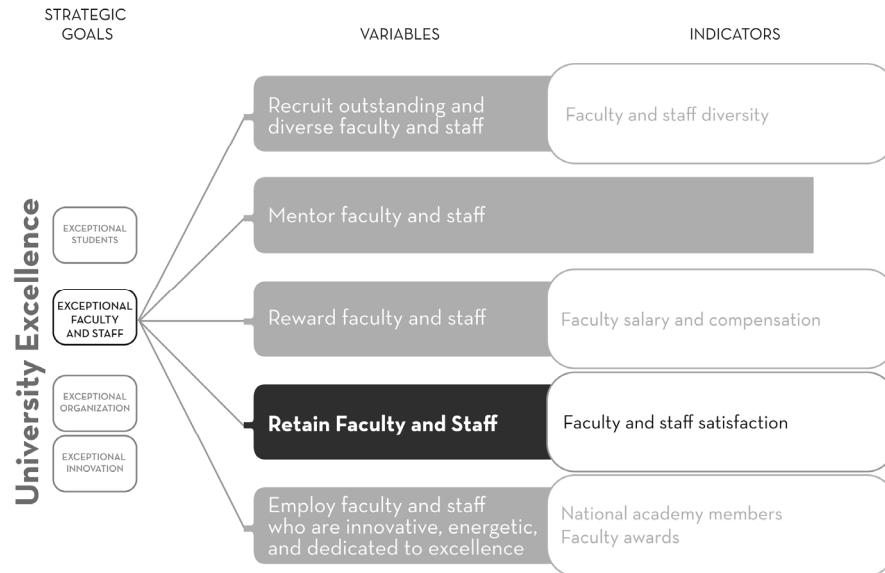 STRATEGIC
GOALS
VARIABLES
INDICATORS
University Excellence
EXCEPTIONAL
STUDENTS
EXCEPTIONAL
FACULTY
AND STAFF
EXCEPTIONAL
ORGANIZATION
EXCEPTIONAL
INNOVATION
Recruit outstanding and
diverse faculty and staff
Faculty and staff diversity
Mentor faculty and staff
Reward faculty and staff
Faculty salary and compensation
Retain Faculty and Staff
Faculty and staff satisfaction
Employ faculty and staff
who are innovative, energetic,
and dedicated to excellence
National academy members
Faculty awards